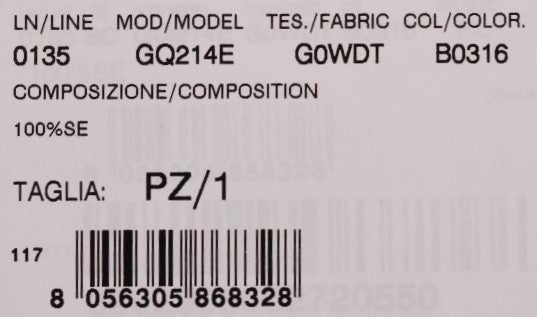 LN/LINE MOD/MODEL TES./FABRIC COL/COLOR.
0135 GQ214E G0WDT B0316
COMPOSIZIONE/COMPOSITION
100%SE
TAGLIA: PZ/1
117
8 056305 868328